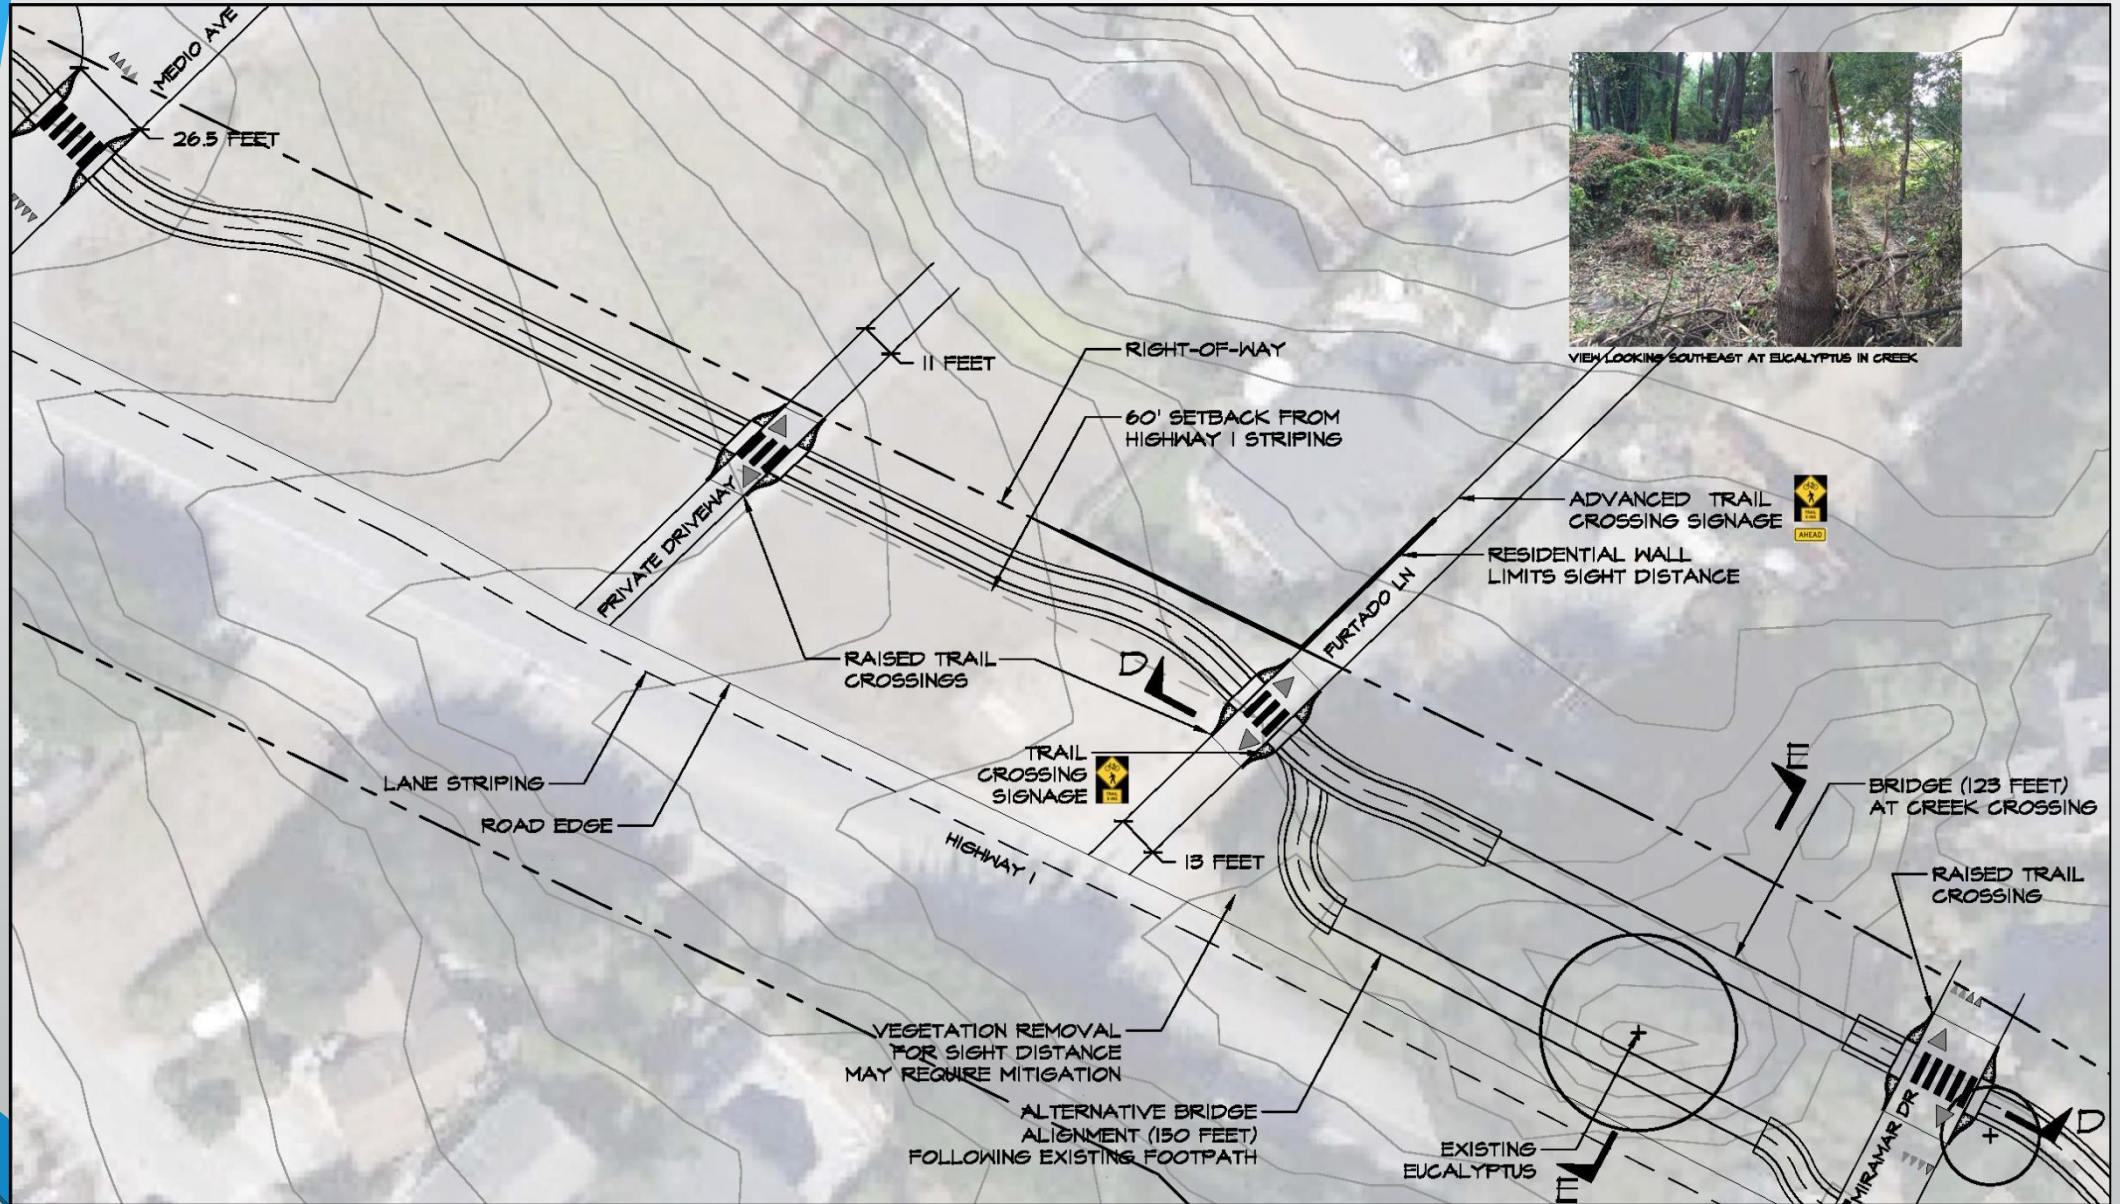 MEDIO AVE
26.5 FEET
11 FEET
RIGHT-OF-WAY
60' SETBACK FROM
HIGHWAY 1 STRIPING
VIEW LOOKING SOUTHEAST AT EUCALYPTUS IN CREEK
ADVANCED TRAIL
CROSSING SIGNAGE
AHEAD
RESIDENTIAL WALL
LIMITS SIGHT DISTANCE
PRIVATE DRIVEWAY
FURTADO LN
RAISED TRAIL
CROSSINGS
D
TRAIL
CROSSING
SIGNAGE
LANE STRIPING
ROAD EDGE
HIGHWAY 1
13 FEET
E
BRIDGE (123 FEET)
AT CREEK CROSSING
RAISED TRAIL
CROSSING
VEGETATION REMOVAL
FOR SIGHT DISTANCE
MAY REQUIRE MITIGATION
ALTERNATIVE BRIDGE
ALIGNMENT (150 FEET)
FOLLOWING EXISTING FOOTPATH
EXISTING
EUCALYPTUS
E
MIRAMAR DR
D